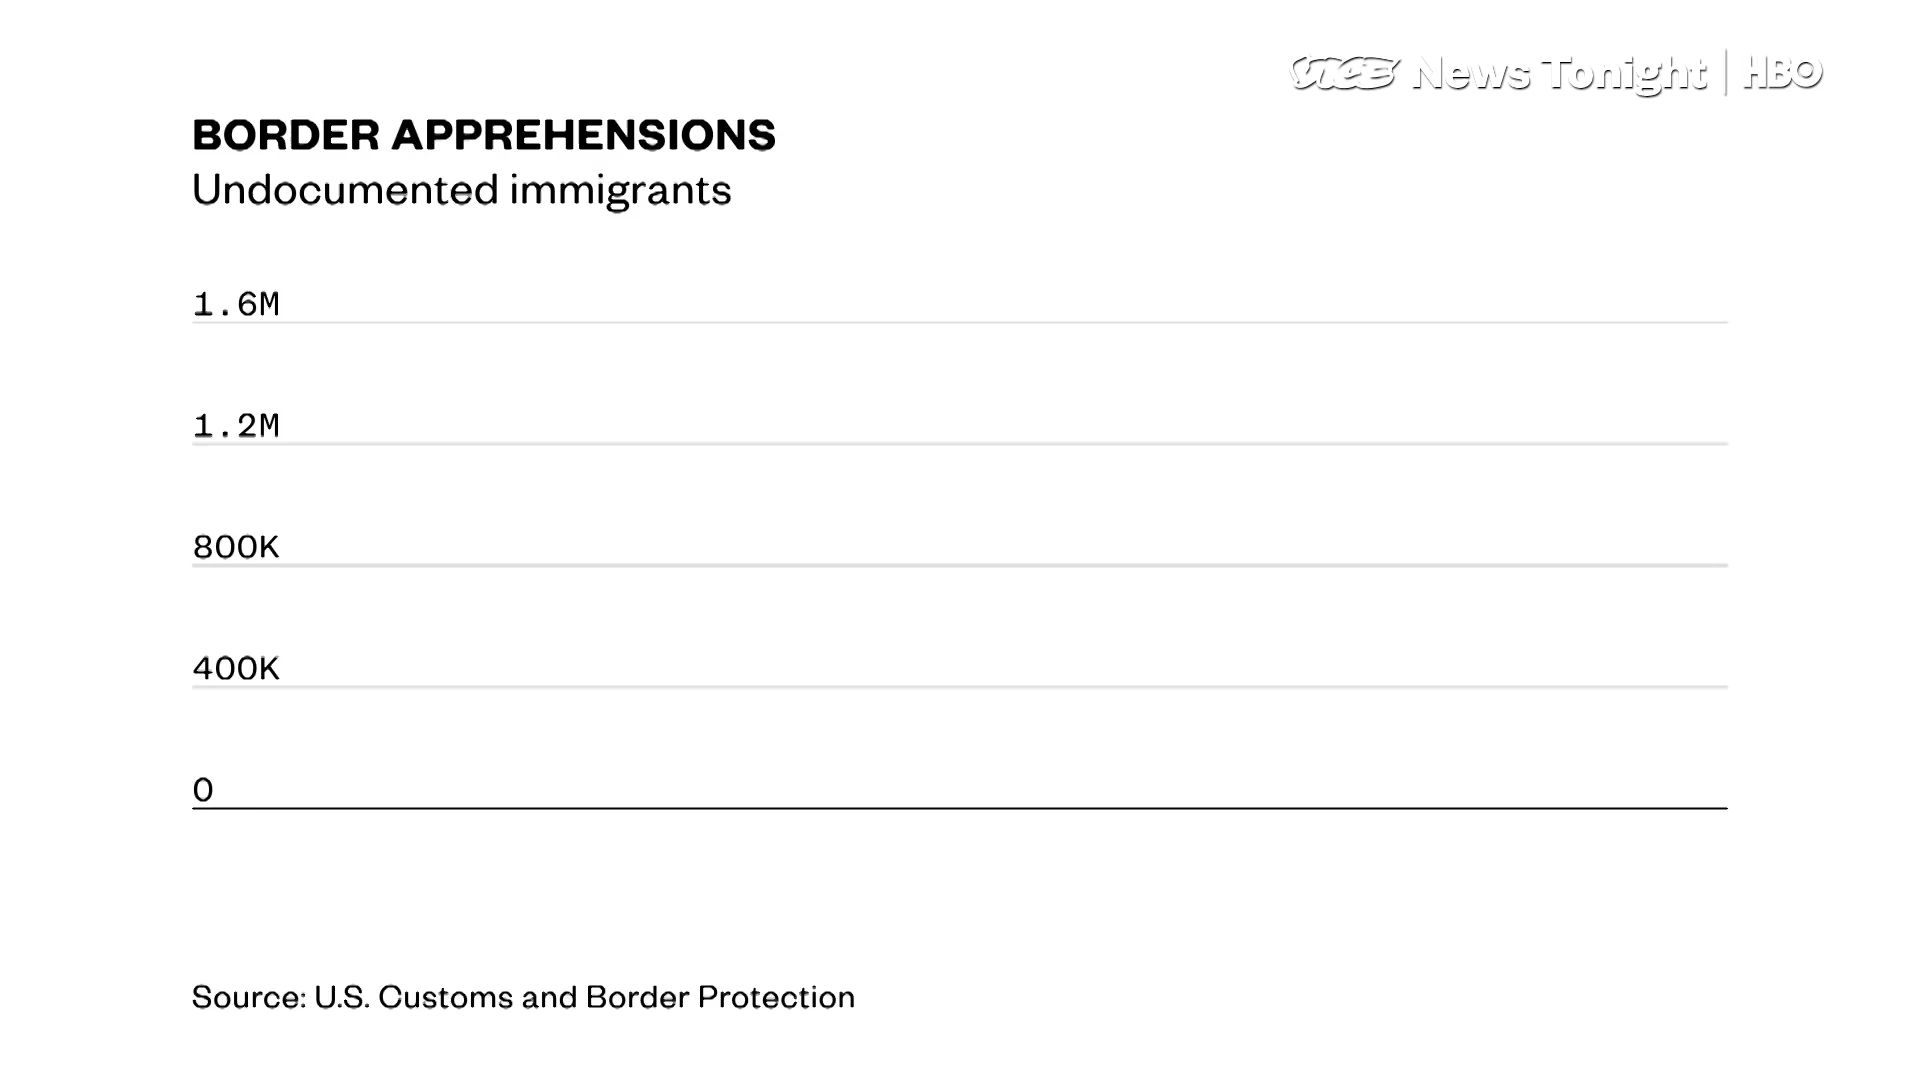 VICE News Tonight | HBO
BORDER APPREHENSIONS
Undocumented immigrants
1.6M
1.2M
800K
400K
0
Source: U.S. Customs and Border Protection